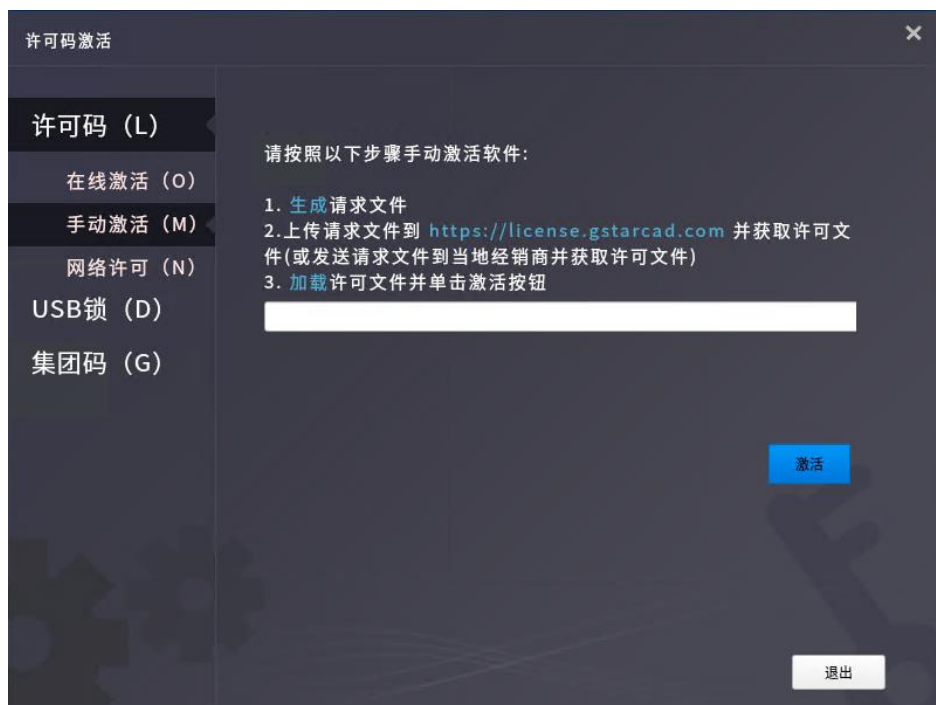 许可码激活
×
许可码（L）
在线激活（O）
手动激活（M）
网络许可（N）
USB锁（D）
集团码（G）
请按照以下步骤手动激活软件:
1. 生成请求文件
2.上传请求文件到 https://license.gstarcad.com 并获取许可文
件(或发送请求文件到当地经销商并获取许可文件)
3. 加载许可文件并单击激活按钮
激活
退出